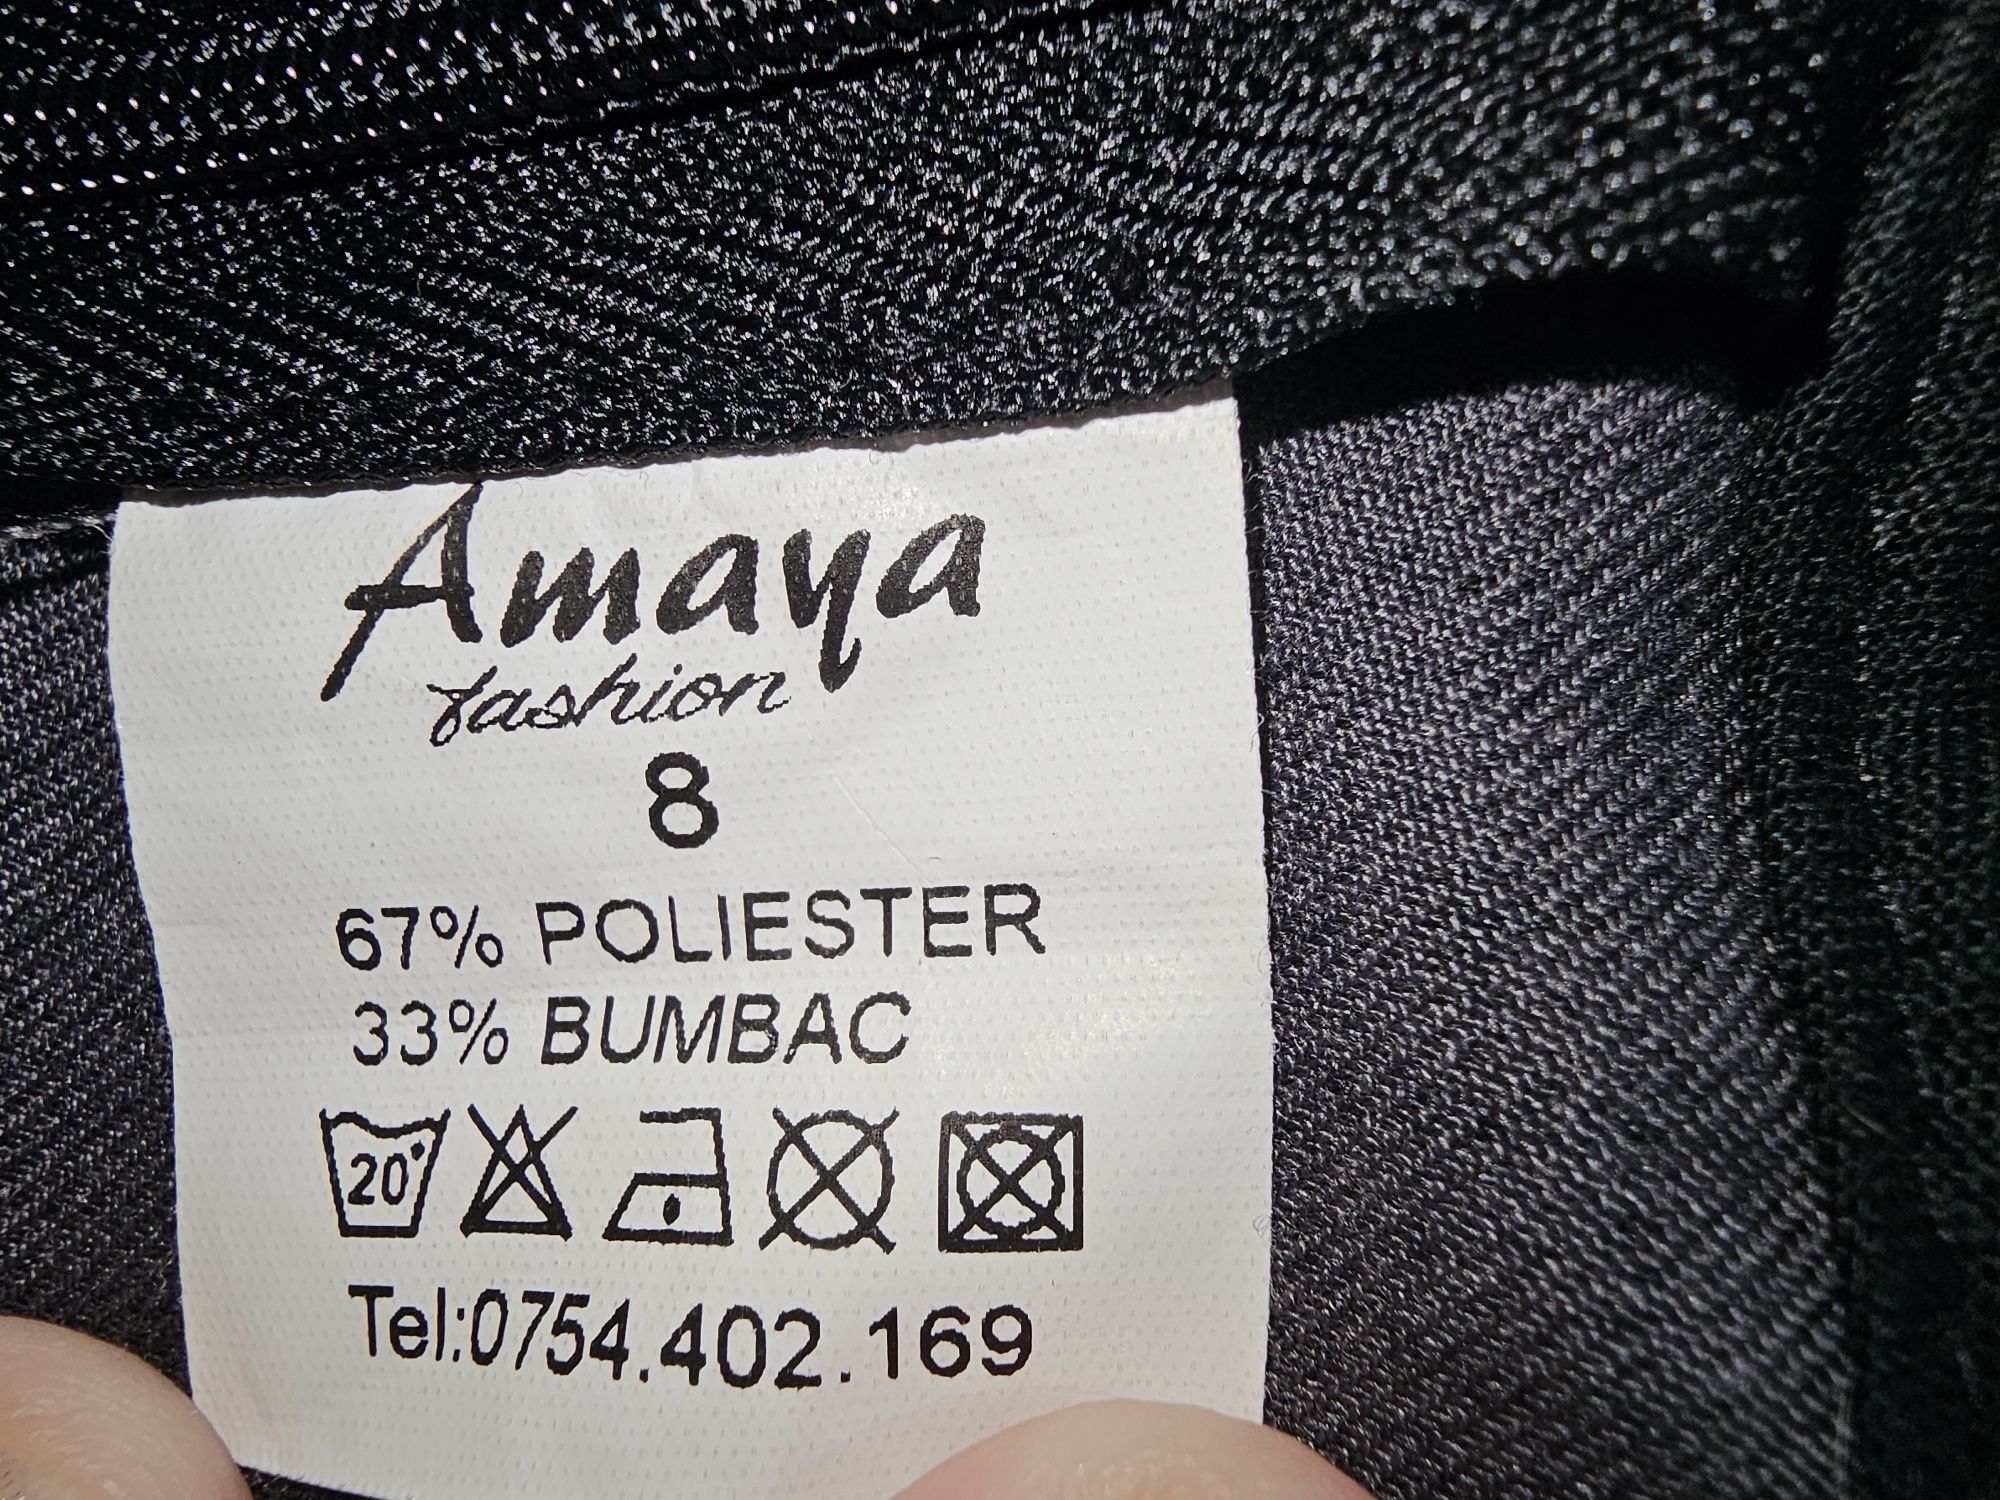 Amaya
fashion
8
67% POLIESTER
33% BUMBAC
20°
Tel:0754.402.169